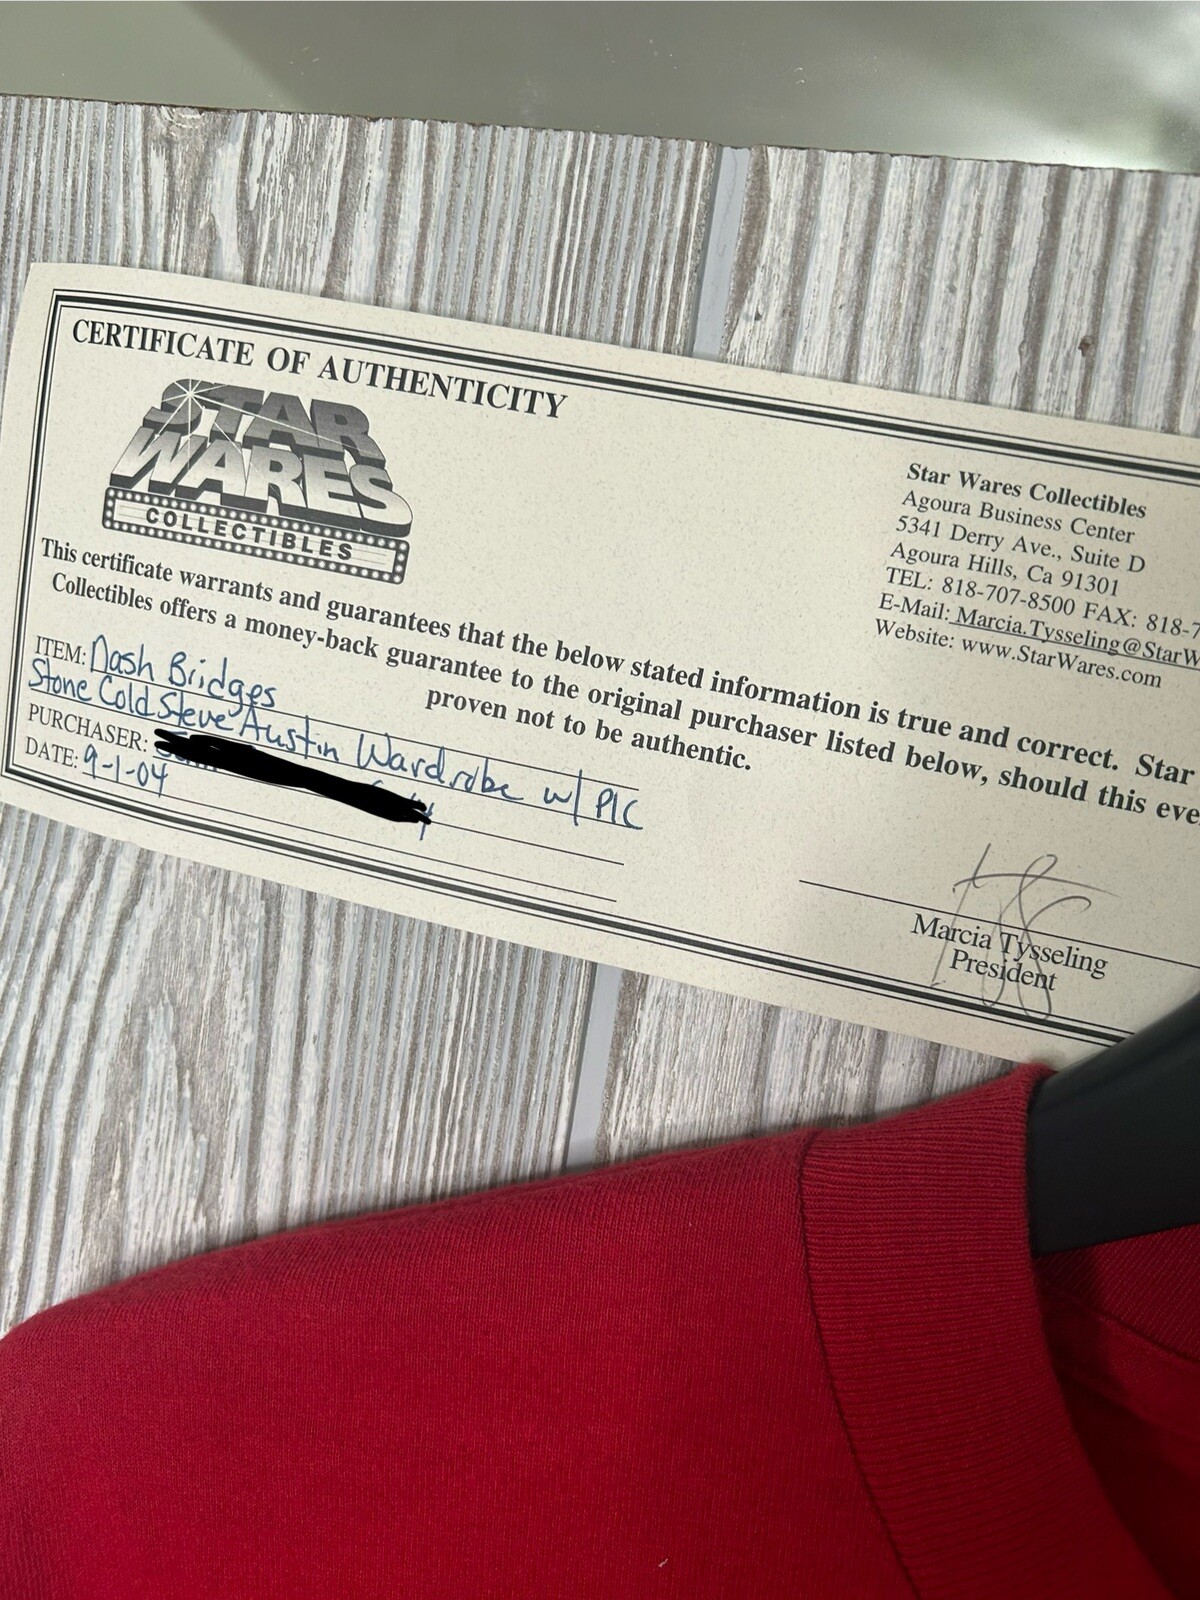 CERTIFICATE OF AUTHENTICITY
STAR
WARES
COLLECTIBLES
Star Wares Collectibles
Agoura Business Center
5341 Derry Ave., Suite D
Agoura Hills, Ca 91301
TEL: 818-707-8500 FAX: 818-7
E-Mail: Marcia.Tysseling@StarW
Website: www.StarWares.com
This certificate warrants and guarantees that the below stated information is true and correct. Star
Collectibles offers a money-back guarantee to the original purchaser listed below, should this eve
proven not to be authentic.
ITEM: Nash Bridges
Stone Cold Steve Austin Wardrobe w/ PIC
PURCHASER:
DATE: 9-1-04
Marcia Tysseling
President